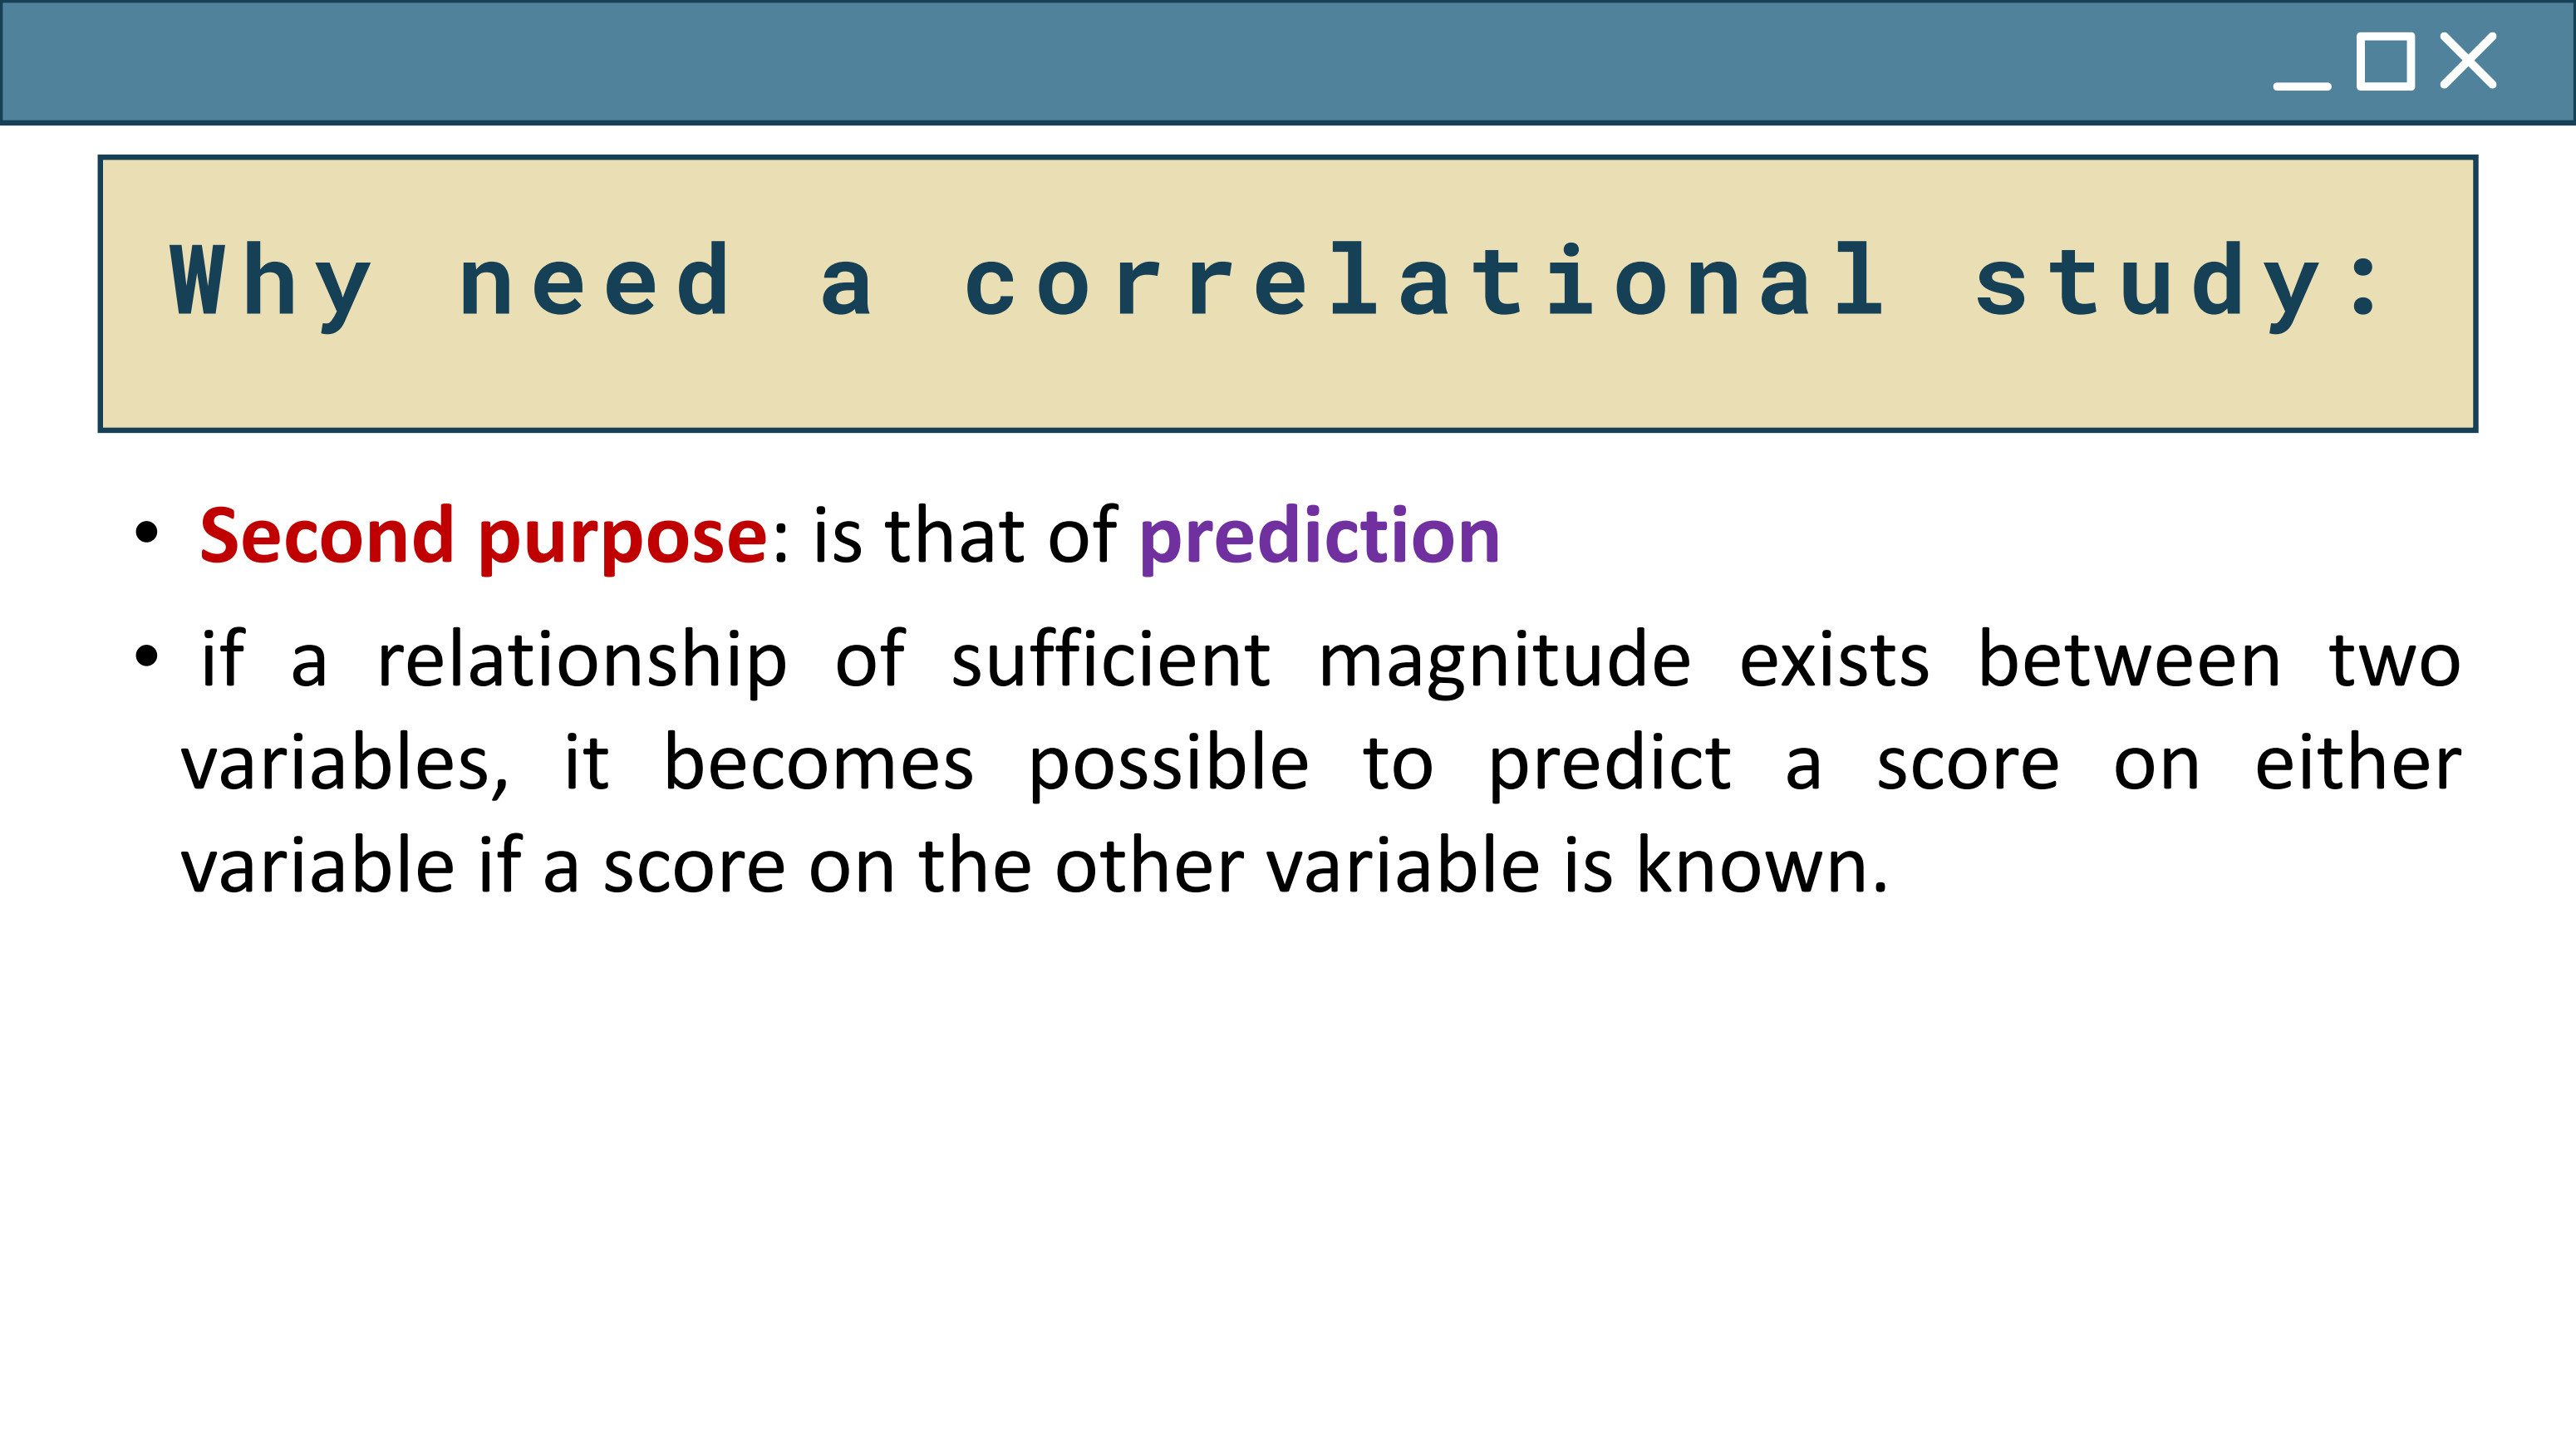 Why need a correlational study:
• Second purpose: is that of prediction
• if a relationship of sufficient magnitude exists between two
variables, it becomes possible to predict a score on either
variable if a score on the other variable is known.